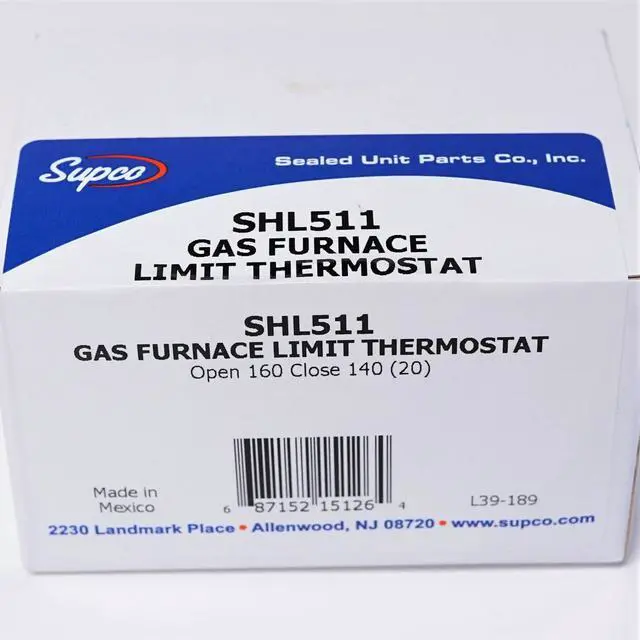 Supco
Sealed Unit Parts Co., Inc.
SHL511
GAS FURNACE
LIMIT THERMOSTAT
SHL511
GAS FURNACE LIMIT THERMOSTAT
Open 160 Close 140 (20)
Made in
Mexico
6 87152 15126 4
L39-189
2230 Landmark Place • Allenwood, NJ 08720 • www.supco.com